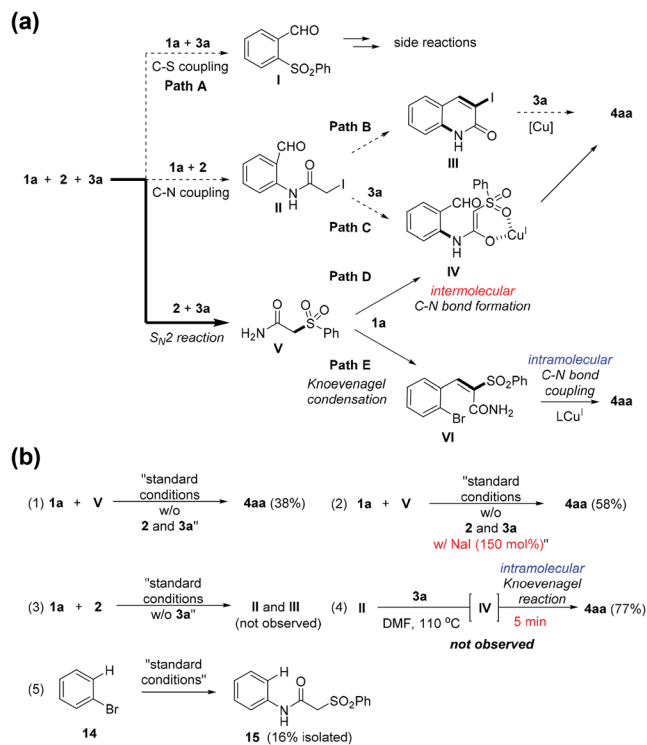 (a)
1a + 3a
C-S coupling
Path A
CHO
SO₂Ph
I
side reactions
1a + 2 + 3a
1a + 2
C-N coupling
CHO
O
N
H
I
II
Path B
I
N
H
O
III
3a
[Cu]
4aa
3a
Path C
Ph
O
S
O
CHO
N
H
O
Cuᴵ
IV
intermolecular
C-N bond formation
2 + 3a
SN2 reaction
O
H₂N
O O
S
Ph
V
Path D
1a
Path E
Knoevenagel
condensation
SO₂Ph
Br
CONH₂
VI
intramolecular
C-N bond
coupling
LCuᴵ
4aa
(b)
(1) 1a + V
"standard
conditions
w/o
2 and 3a"
4aa (38%)
(2) 1a + V
"standard
conditions
w/o
2 and 3a
w/ NaI (150 mol%)"
4aa (58%)
(3) 1a + 2
"standard
conditions
w/o 3a"
II and III
(not observed)
(4) II
3a
DMF, 110 ºC
IV
not observed
intramolecular
Knoevenagel
reaction
5 min
4aa (77%)
(5)
H
Br
14
"standard
conditions"
H
O
N
H
SO₂Ph
15 (16% isolated)